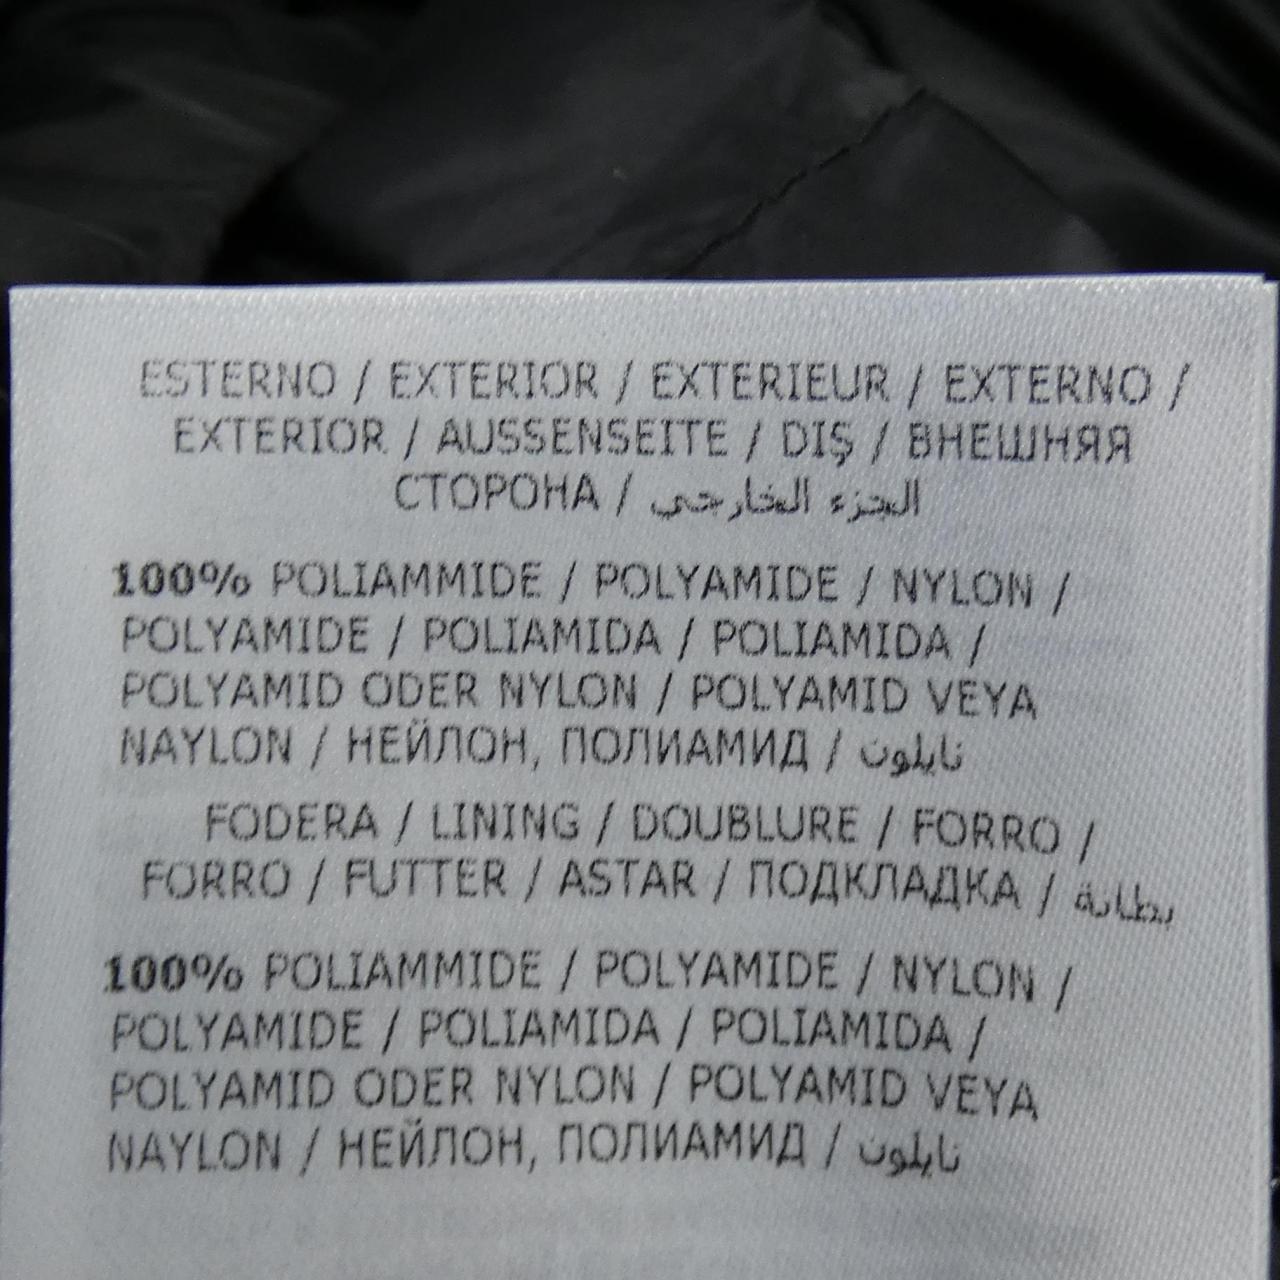 ESTERNO / EXTERIOR / EXTERIEUR / EXTERNO /
EXTERIOR / AUSSENSEITE / DIŞ / ВНЕШНЯЯ
СТОРОНА / الجزء الخارجي
100% POLIAMMIDE / POLYAMIDE / NYLON /
POLYAMIDE / POLIAMIDA / POLIAMIDA /
POLYAMID ODER NYLON / POLYAMID VEYA
NAYLON / НЕЙЛОН, ПОЛИАМИД / نايلون
FODERA / LINING / DOUBLURE / FORRO /
FORRO / FUTTER / ASTAR / ПОДКЛАДКА / بطانة
100% POLIAMMIDE / POLYAMIDE / NYLON /
POLYAMIDE / POLIAMIDA / POLIAMIDA /
POLYAMID ODER NYLON / POLYAMID VEYA
NAYLON / НЕЙЛОН, ПОЛИАМИД / نايلون